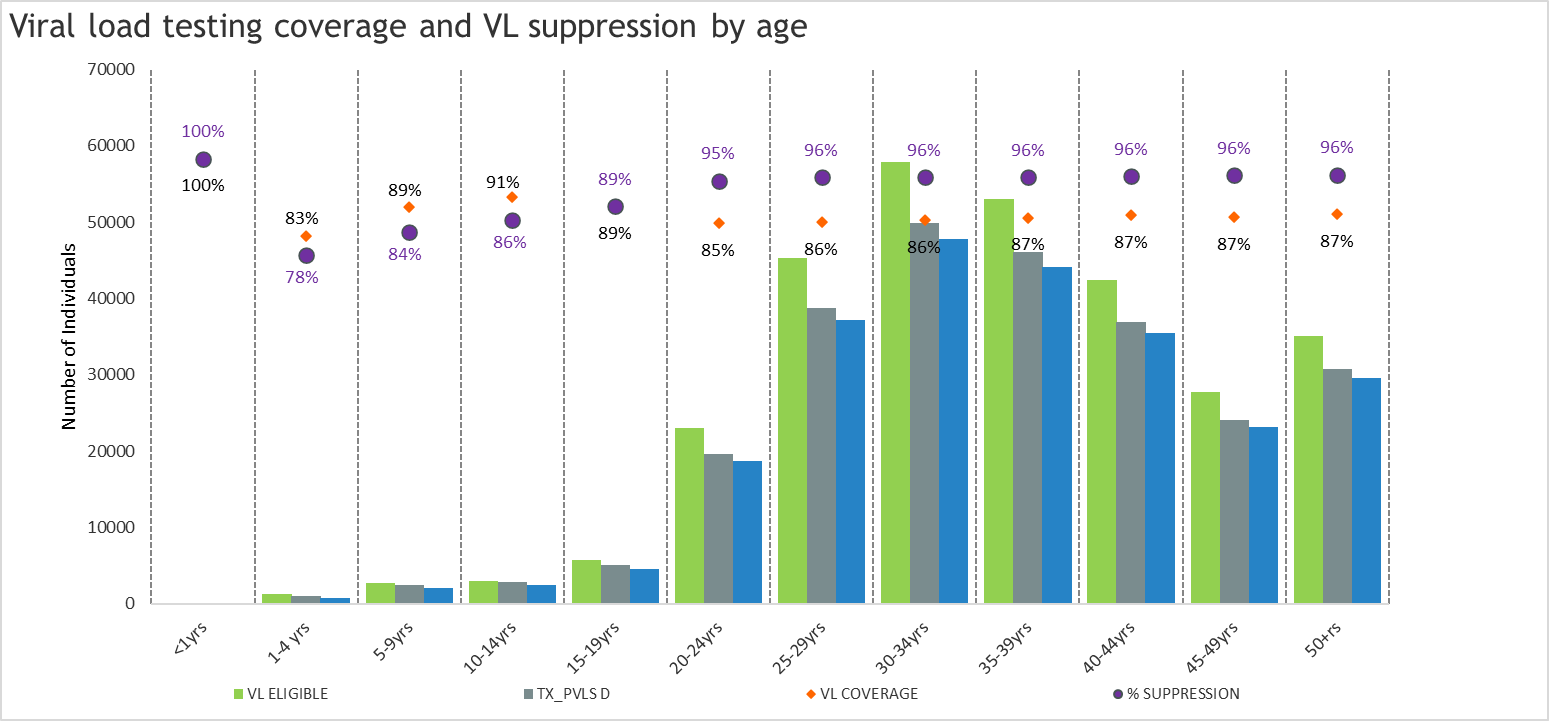 Viral load testing coverage and VL suppression by age
Number of Individuals
70000
60000
50000
40000
30000
20000
10000
0
100%
100%
83%
78%
89%
84%
91%
86%
89%
89%
95%
85%
96%
86%
96%
86%
96%
87%
96%
87%
96%
87%
96%
87%
<1yrs
1-4 yrs
5-9yrs
10-14yrs
15-19yrs
20-24yrs
25-29yrs
30-34yrs
35-39yrs
40-44yrs
45-49yrs
50+rs
VL ELIGIBLE
TX_PVLS D
VL COVERAGE
% SUPPRESSION